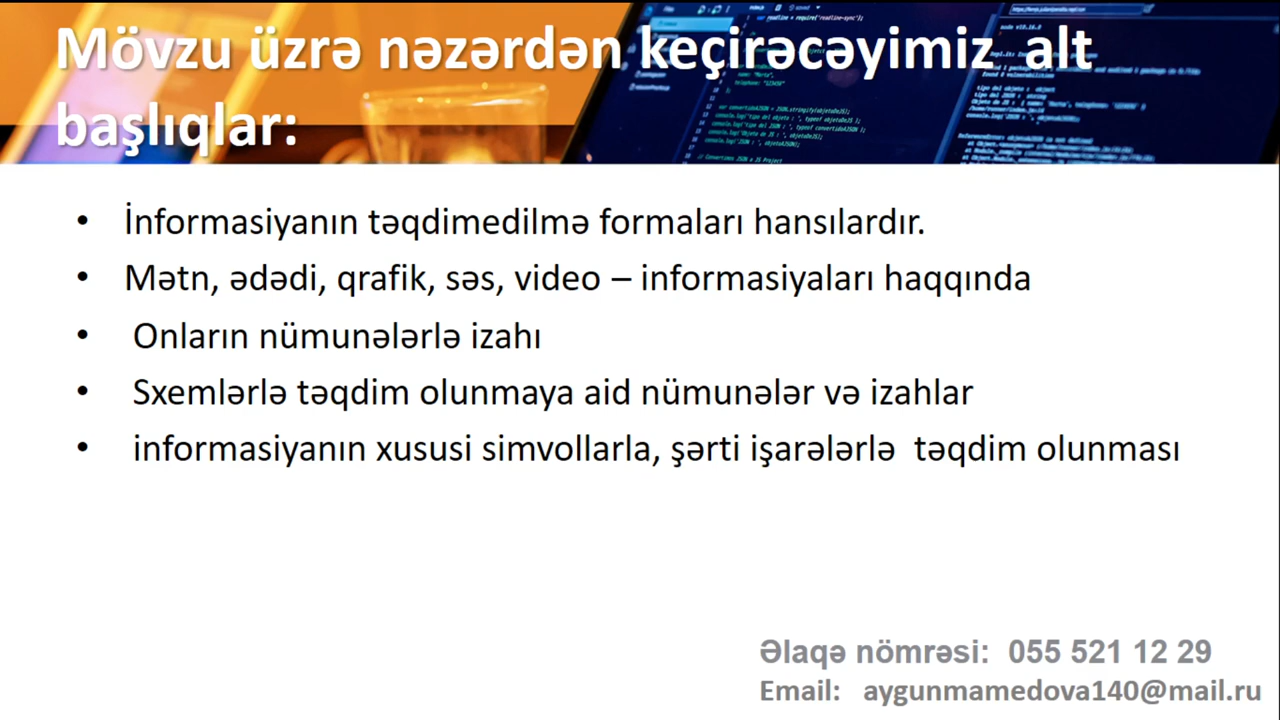 Mövzu üzrə nəzərdən keçirəcəyimiz alt
başlıqlar:
• İnformasiyanın təqdimedilmə formaları hansılardır.
• Mətn, ədədi, qrafik, səs, video – informasiyaları haqqında
• Onların nümunələrlə izahı
• Sxemlərlə təqdim olunmaya aid nümunələr və izahlar
• informasiyanın xususi simvollarla, şərti işarələrlə təqdim olunması
Əlaqə nömrəsi: 055 521 12 29
Email: aygunmamedova140@mail.ru